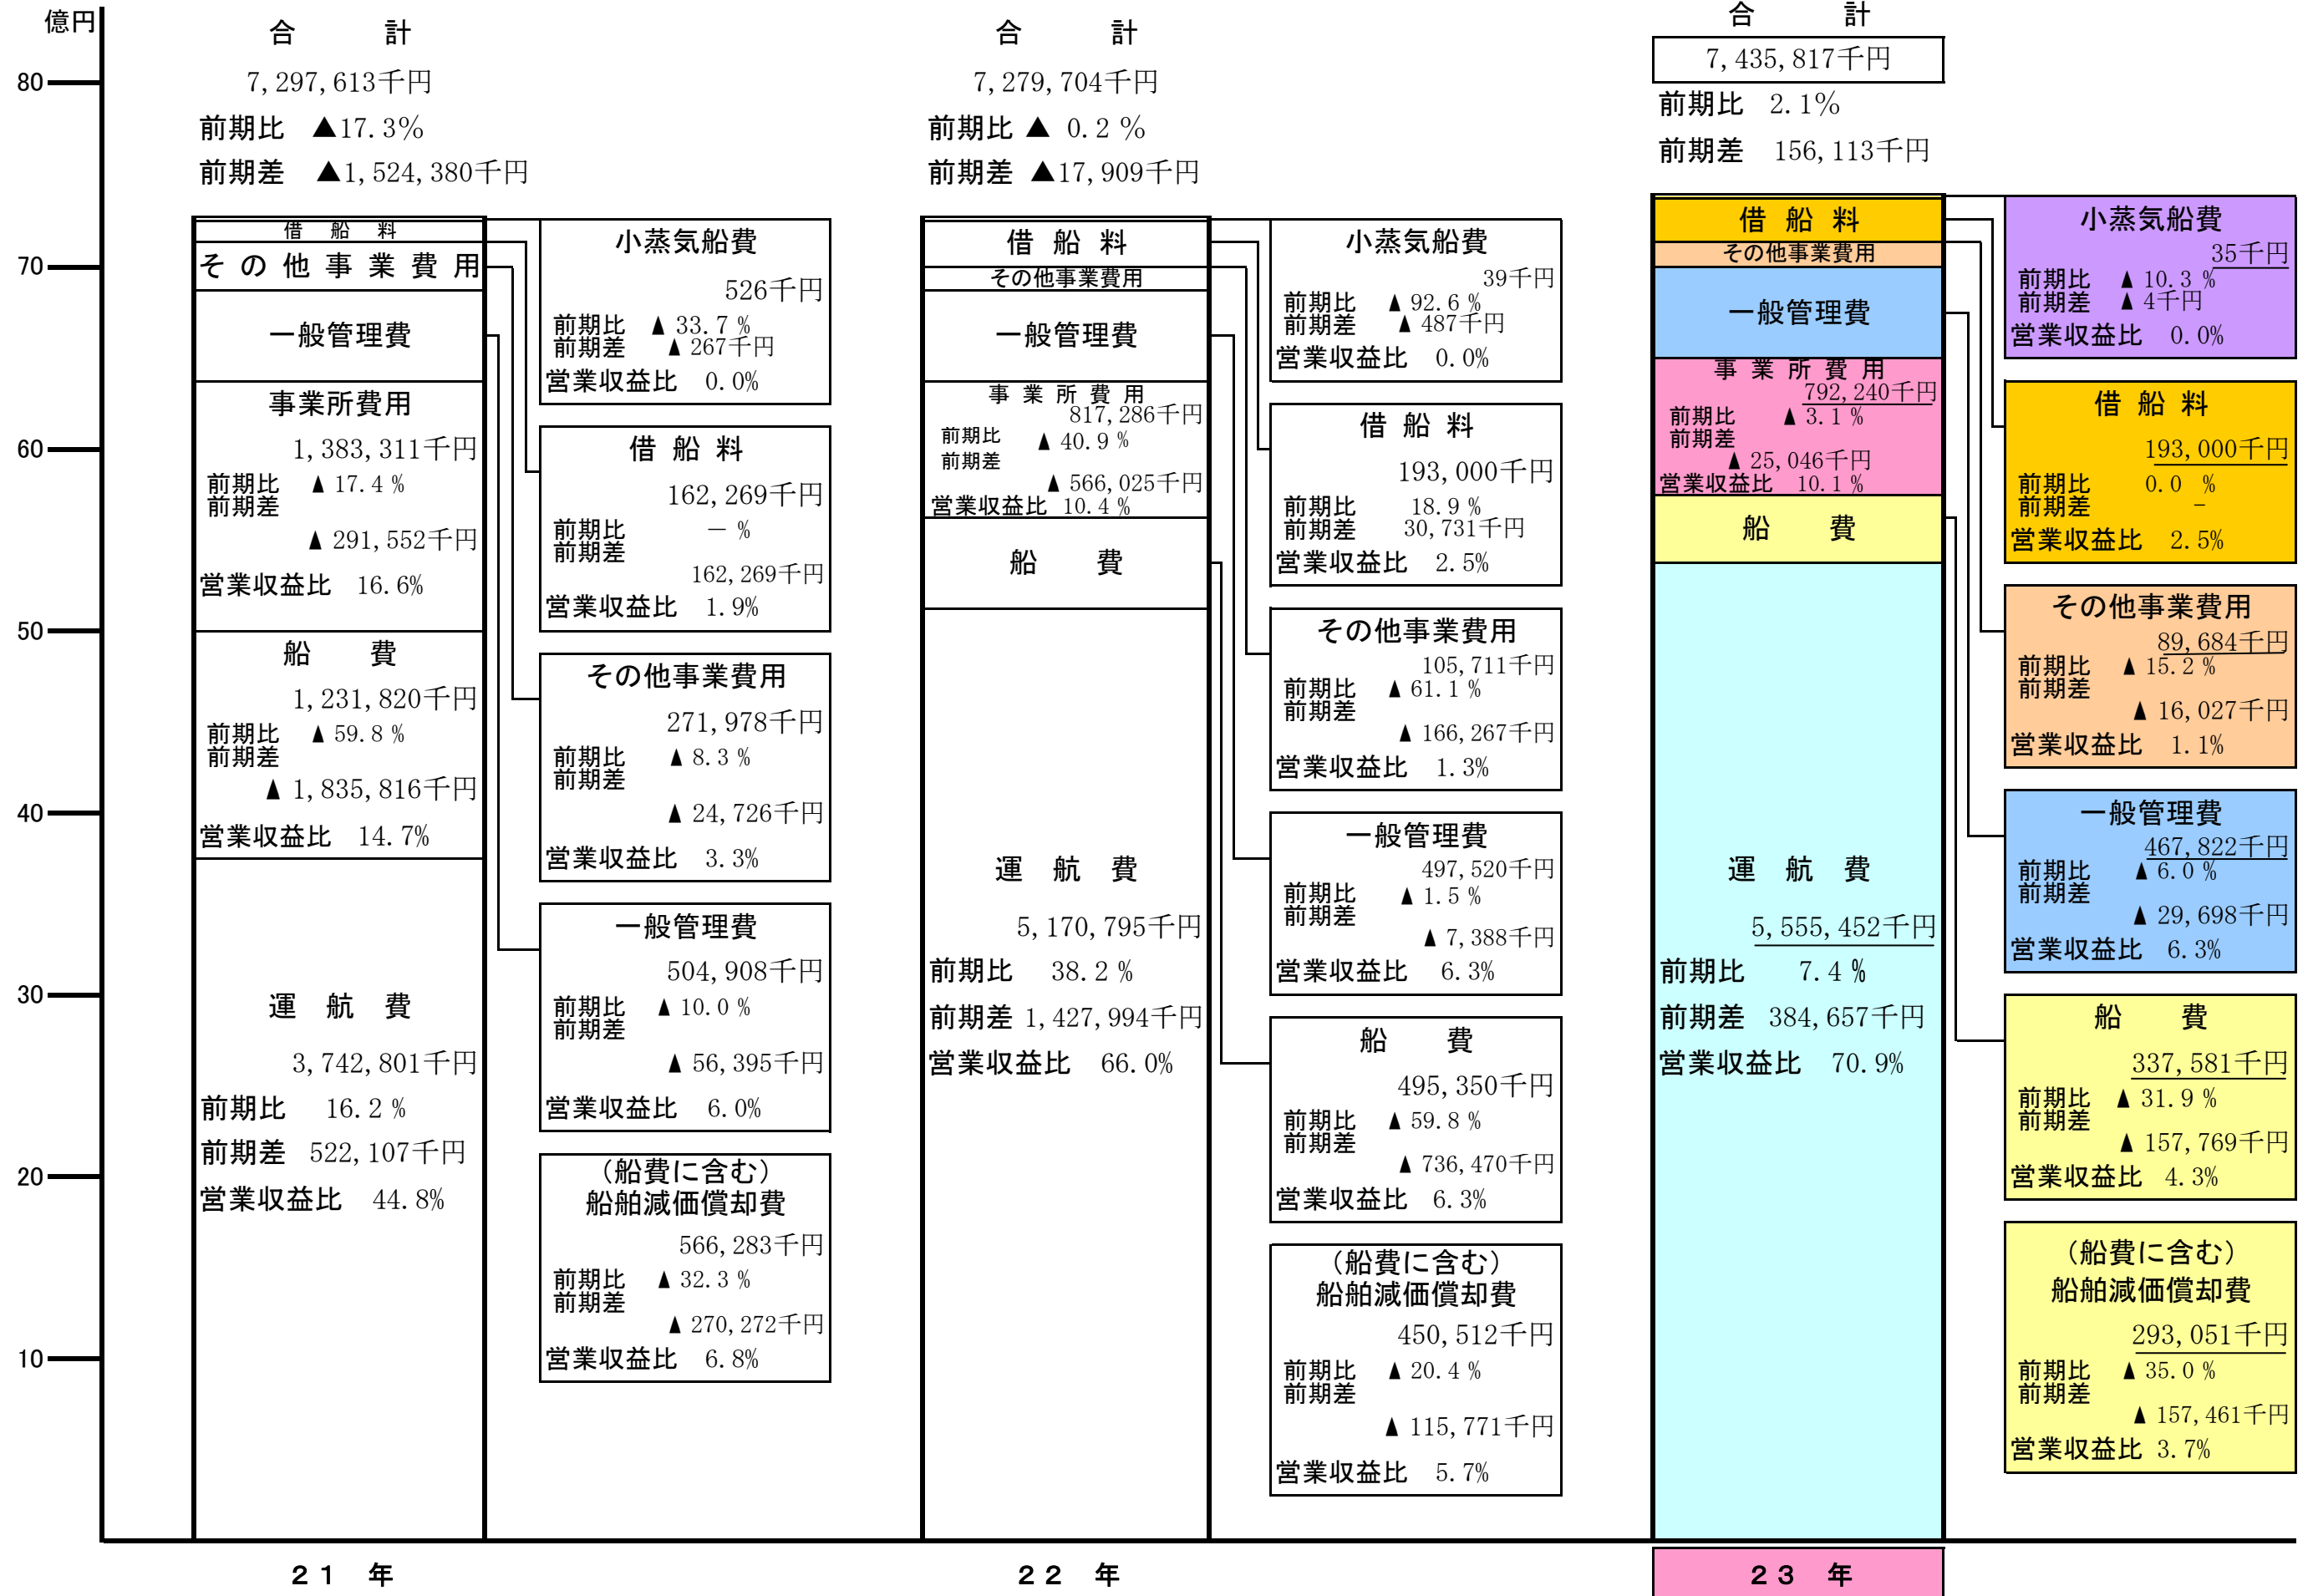 億円
80
70
60
50
40
30
20
10
合 計
7,297,613千円
前期比 ▲17.3%
前期差 ▲1,524,380千円
借 船 料
そ の 他 事 業 費 用
一般管理費
事業所費用
1,383,311千円
前期比 ▲ 17.4 %
前期差
▲ 291,552千円
営業収益比 16.6%
船 費
1,231,820千円
前期比 ▲ 59.8 %
前期差
▲ 1,835,816千円
営業収益比 14.7%
運 航 費
3,742,801千円
前期比 16.2 %
前期差 522,107千円
営業収益比 44.8%
小蒸気船費
526千円
前期比 ▲ 33.7 %
前期差 ▲ 267千円
営業収益比 0.0%
借 船 料
162,269千円
前期比 － %
前期差
162,269千円
営業収益比 1.9%
その他事業費用
271,978千円
前期比 ▲ 8.3 %
前期差
▲ 24,726千円
営業収益比 3.3%
一般管理費
504,908千円
前期比 ▲ 10.0 %
前期差
▲ 56,395千円
営業収益比 6.0%
（船費に含む）
船舶減価償却費
566,283千円
前期比 ▲ 32.3 %
前期差
▲ 270,272千円
営業収益比 6.8%
２１ 年
合 計
7,279,704千円
前期比 ▲ 0.2 %
前期差 ▲17,909千円
借 船 料
その他事業費用
一般管理費
事 業 所 費 用
817,286千円
前期比 ▲ 40.9 %
前期差
▲ 566,025千円
営業収益比 10.4 %
船 費
運 航 費
5,170,795千円
前期比 38.2 %
前期差 1,427,994千円
営業収益比 66.0%
小蒸気船費
39千円
前期比 ▲ 92.6 %
前期差 ▲ 487千円
営業収益比 0.0%
借 船 料
193,000千円
前期比 18.9 %
前期差 30,731千円
営業収益比 2.5%
その他事業費用
105,711千円
前期比 ▲ 61.1 %
前期差
▲ 166,267千円
営業収益比 1.3%
一般管理費
497,520千円
前期比 ▲ 1.5 %
前期差
▲ 7,388千円
営業収益比 6.3%
船 費
495,350千円
前期比 ▲ 59.8 %
前期差
▲ 736,470千円
営業収益比 6.3%
（船費に含む）
船舶減価償却費
450,512千円
前期比 ▲ 20.4 %
前期差
▲ 115,771千円
営業収益比 5.7%
２２ 年
合 計
7,435,817千円
前期比 2.1%
前期差 156,113千円
借 船 料
その他事業費用
一般管理費
事 業 所 費 用
792,240千円
前期比 ▲ 3.1 %
前期差
▲ 25,046千円
営業収益比 10.1 %
船 費
運 航 費
5,555,452千円
前期比 7.4 %
前期差 384,657千円
営業収益比 70.9%
小蒸気船費
35千円
前期比 ▲ 10.3 %
前期差 ▲ 4千円
営業収益比 0.0%
借 船 料
193,000千円
前期比 0.0 %
前期差 －
営業収益比 2.5%
その他事業費用
89,684千円
前期比 ▲ 15.2 %
前期差
▲ 16,027千円
営業収益比 1.1%
一般管理費
467,822千円
前期比 ▲ 6.0 %
前期差
▲ 29,698千円
営業収益比 6.3%
船 費
337,581千円
前期比 ▲ 31.9 %
前期差
▲ 157,769千円
営業収益比 4.3%
（船費に含む）
船舶減価償却費
293,051千円
前期比 ▲ 35.0 %
前期差
▲ 157,461千円
営業収益比 3.7%
２３ 年